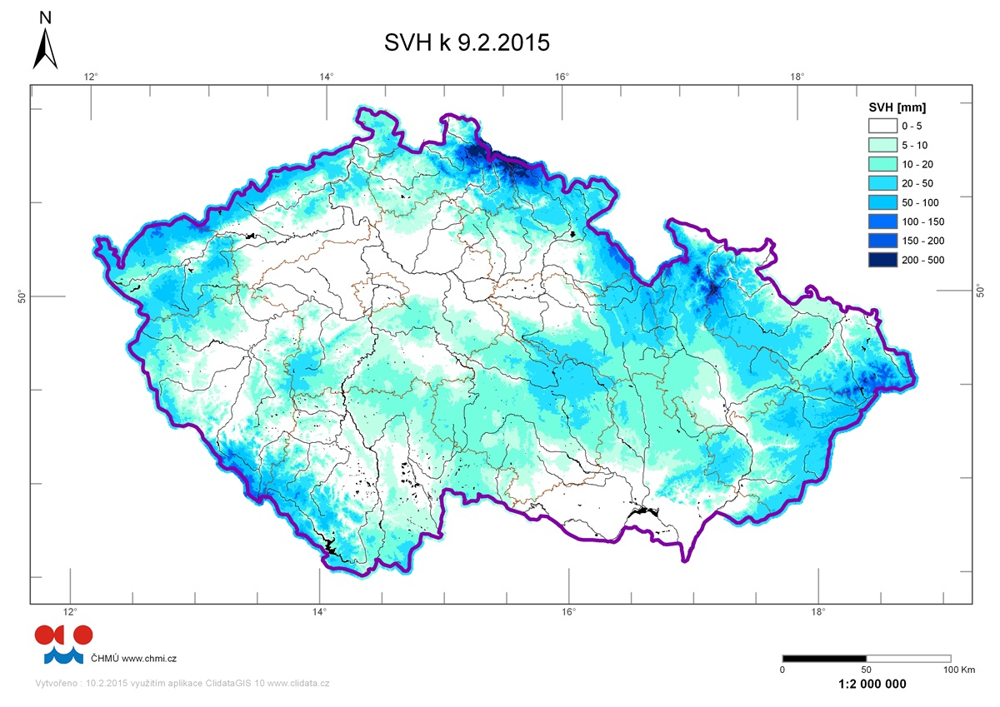 N
SVH k 9.2.2015
12° 14° 16° 18°
SVH [mm]
0 - 5
5 - 10
10 - 20
20 - 50
50 - 100
100 - 150
150 - 200
200 - 500
50° 50°
12° 14° 16° 18°
ČHMÚ www.chmi.cz
0 50 100 Km
Vytvořeno : 10.2.2015 využitím aplikace ClidataGIS 10 www.clidata.cz
1:2 000 000